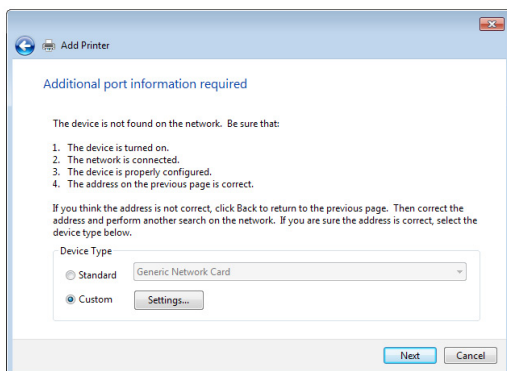 Add Printer
Additional port information required
The device is not found on the network. Be sure that:
1. The device is turned on.
2. The network is connected.
3. The device is properly configured.
4. The address on the previous page is correct.
If you think the address is not correct, click Back to return to the previous page. Then correct the
address and perform another search on the network. If you are sure the address is correct, select the
device type below.
Device Type
Standard
Generic Network Card
Custom
Settings...
Next
Cancel